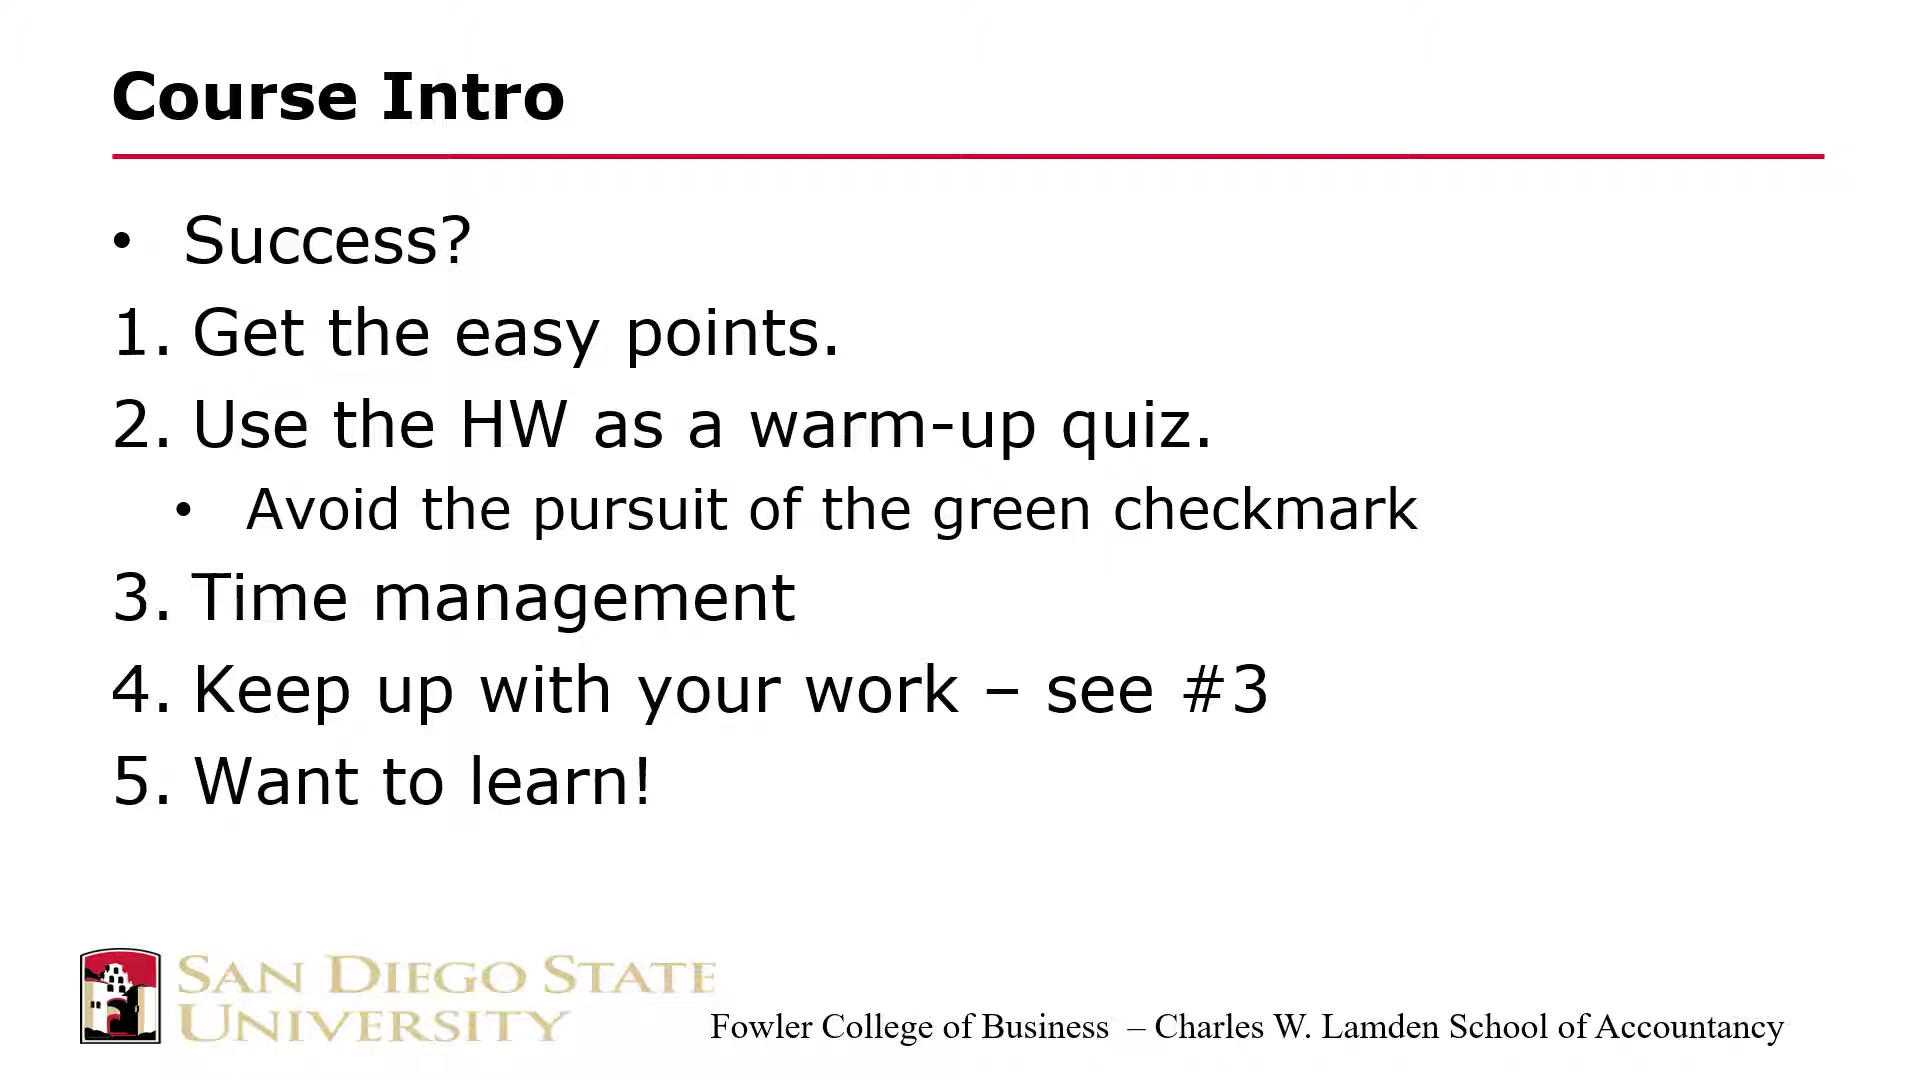 Course Intro
• Success?
1. Get the easy points.
2. Use the HW as a warm-up quiz.
• Avoid the pursuit of the green checkmark
3. Time management
4. Keep up with your work – see #3
5. Want to learn!
SAN DIEGO STATE
UNIVERSITY
Fowler College of Business – Charles W. Lamden School of Accountancy